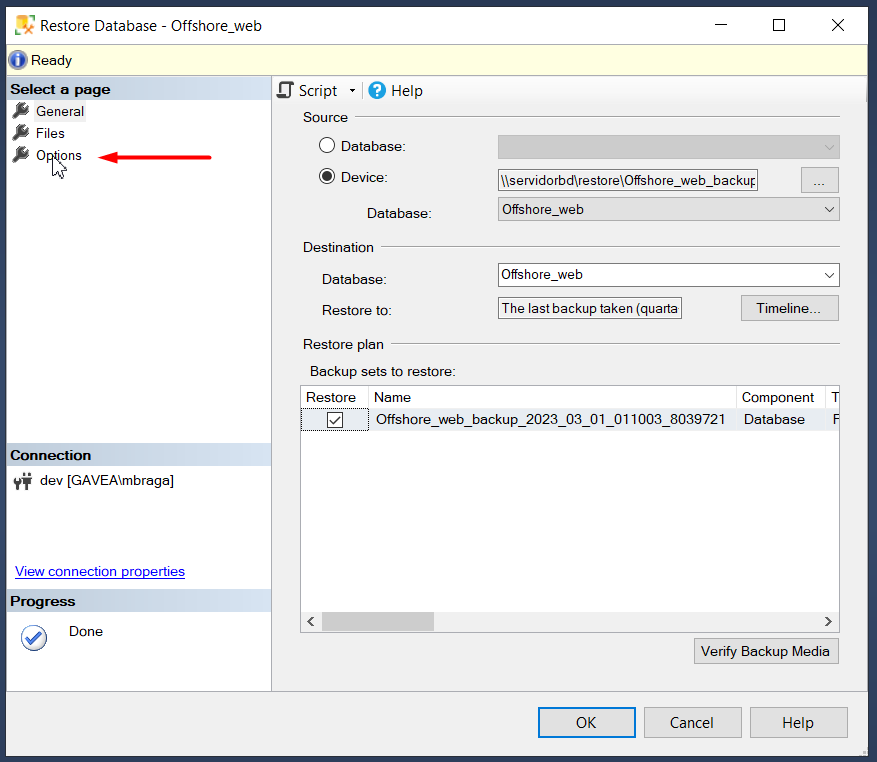 Restore Database - Offshore_web
Ready
Select a page
General
Files
Options
Connection
dev [GAVEA\mbraga]
View connection properties
Progress
Done
Script
Help
Source
Database:
Device:
\\servidorbd\restore\Offshore_web_backup
...
Database:
Offshore_web
Destination
Database:
Offshore_web
Restore to:
The last backup taken (quarta
Timeline...
Restore plan
Backup sets to restore:
Restore Name Component T
Offshore_web_backup_2023_03_01_011003_8039721 Database F
Verify Backup Media
OK Cancel Help